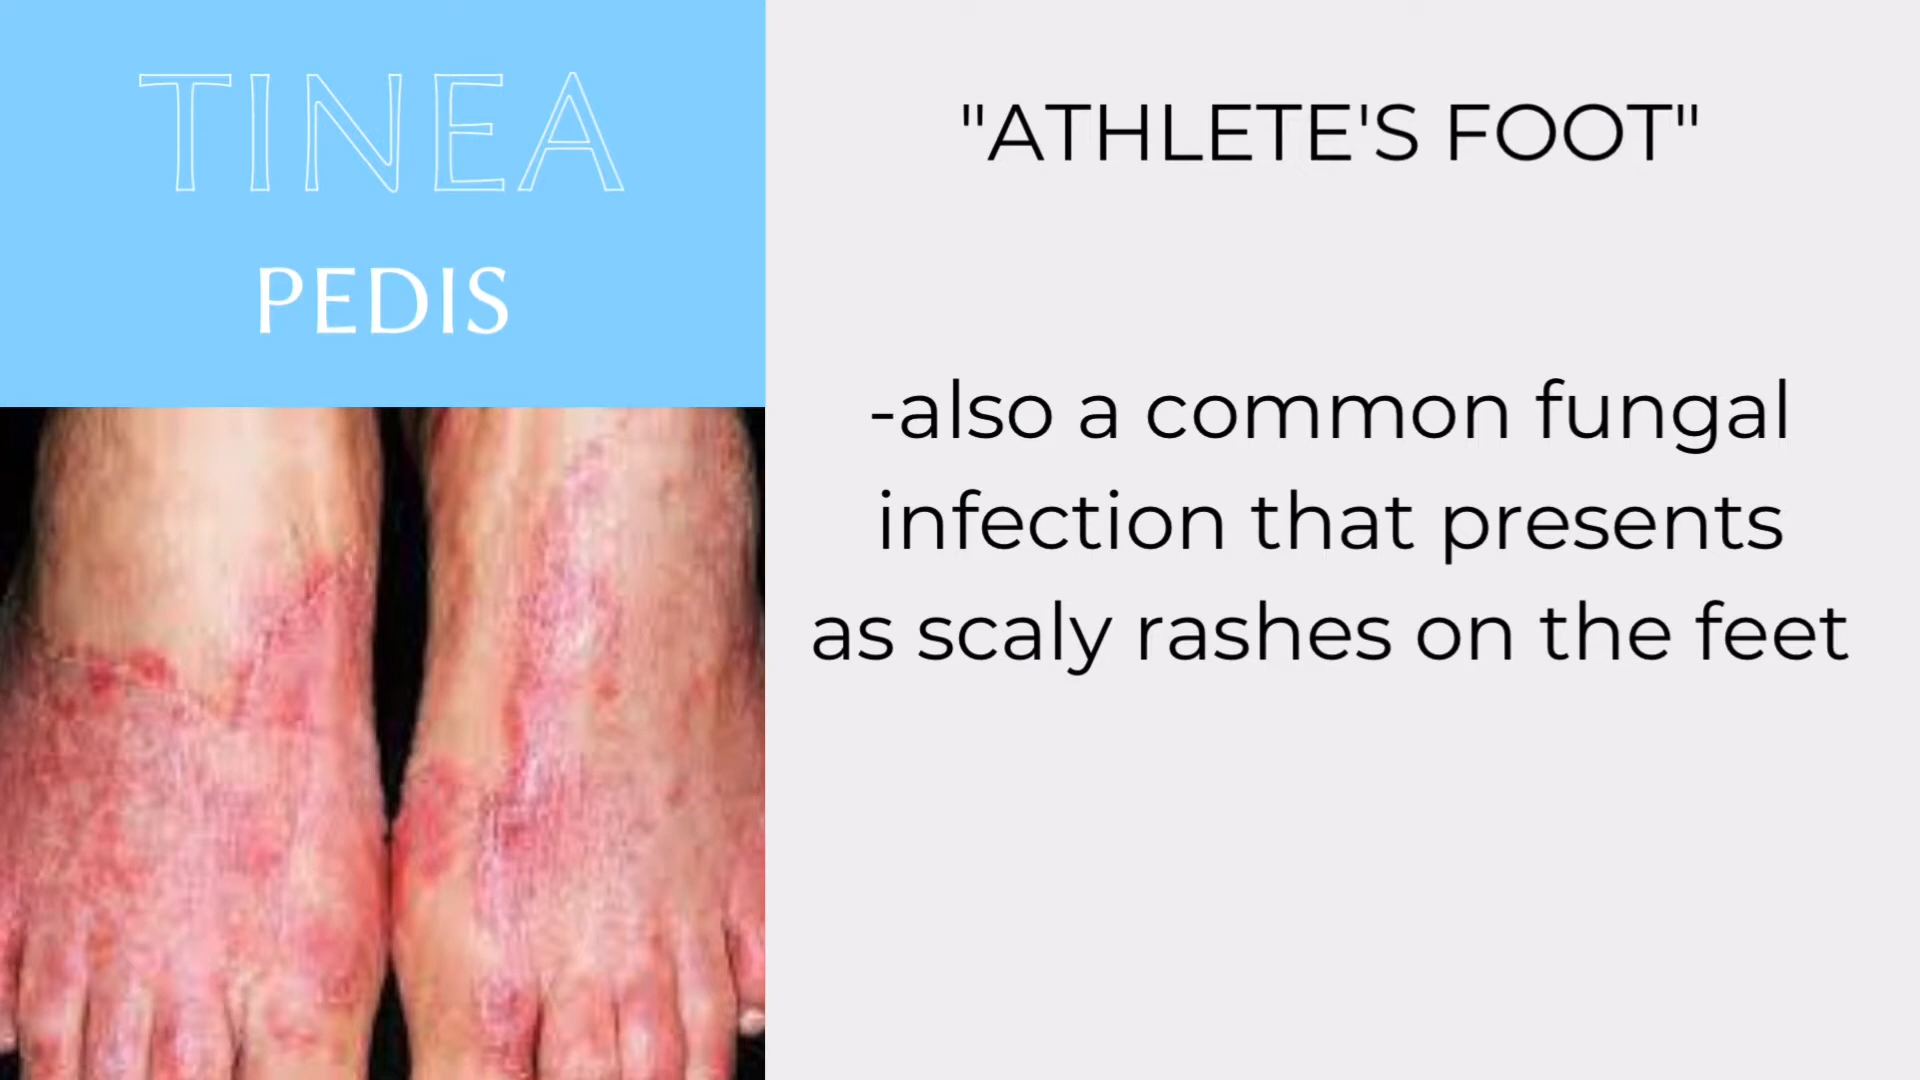 TINEA
PEDIS
"ATHLETE'S FOOT"
-also a common fungal
infection that presents
as scaly rashes on the feet